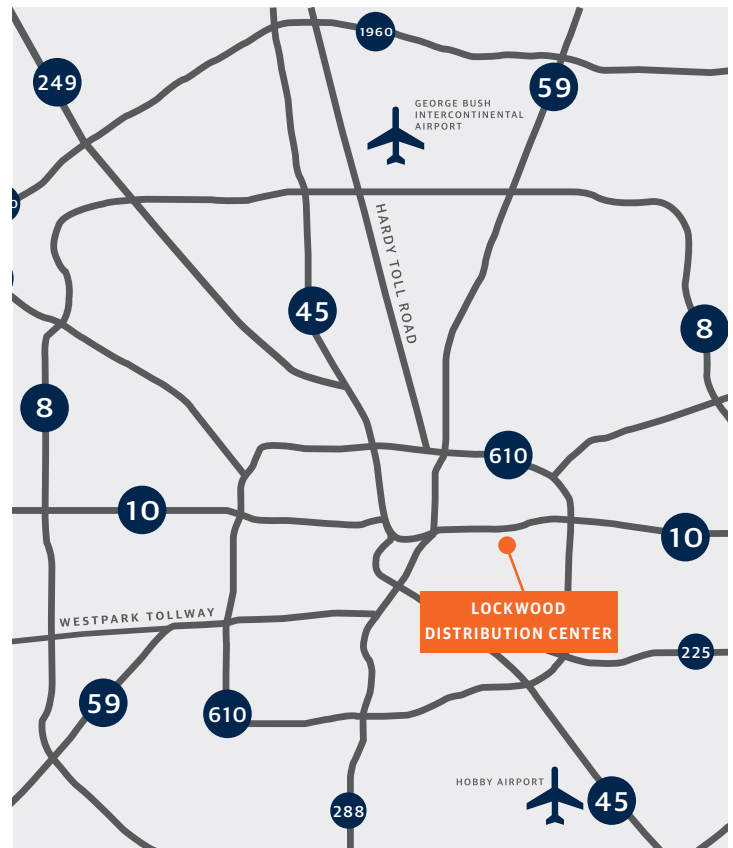 1960
249
59
GEORGE BUSH
INTERCONTINENTAL
AIRPORT
HARDY TOLL ROAD
45
8
8
610
10
10
LOCKWOOD
DISTRIBUTION CENTER
WESTPARK TOLLWAY
225
59
610
HOBBY AIRPORT
45
288